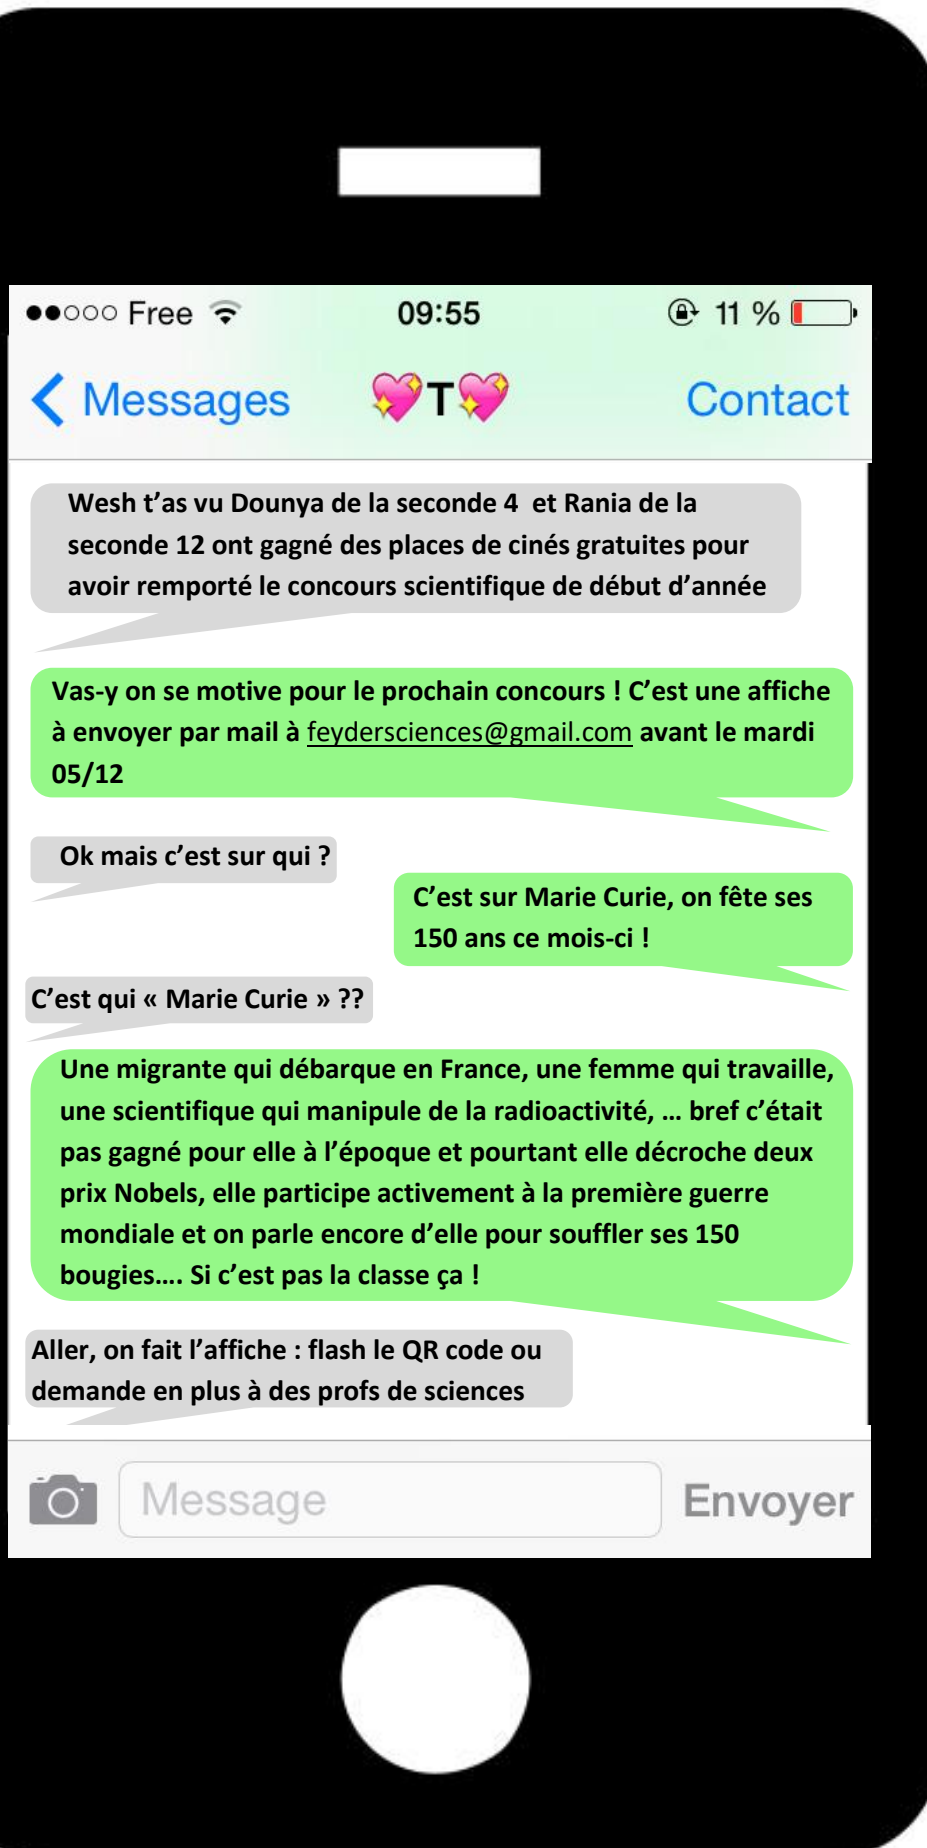 Free 09:55 11 %
Messages 💖T💖 Contact
Wesh t’as vu Dounya de la seconde 4 et Rania de la
seconde 12 ont gagné des places de cinés gratuites pour
avoir remporté le concours scientifique de début d’année
Vas-y on se motive pour le prochain concours ! C’est une affiche
à envoyer par mail à feydersciences@gmail.com avant le mardi
05/12
Ok mais c’est sur qui ?
C’est sur Marie Curie, on fête ses
150 ans ce mois-ci !
C’est qui « Marie Curie » ??
Une migrante qui débarque en France, une femme qui travaille,
une scientifique qui manipule de la radioactivité, … bref c’était
pas gagné pour elle à l’époque et pourtant elle décroche deux
prix Nobels, elle participe activement à la première guerre
mondiale et on parle encore d’elle pour souffler ses 150
bougies…. Si c’est pas la classe ça !
Aller, on fait l’affiche : flash le QR code ou
demande en plus à des profs de sciences
Message Envoyer